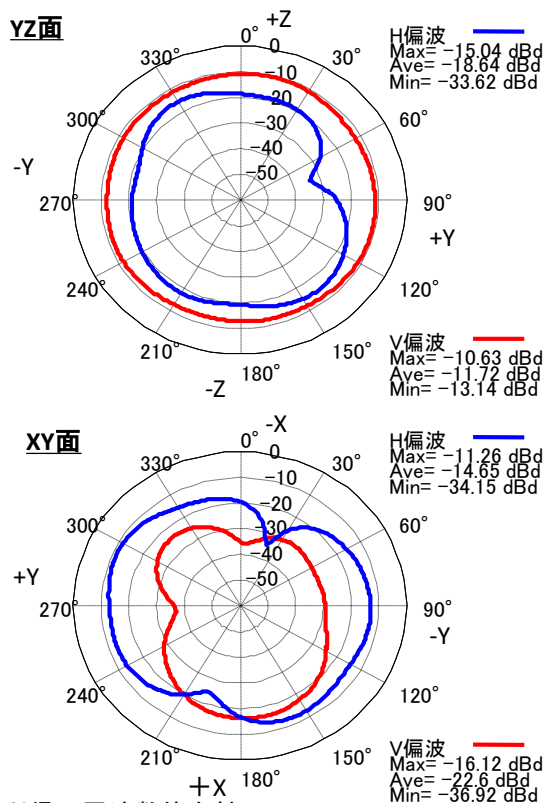 YZ面
+Z
0°
0
-10
-20
-30
-40
-50
30°
60°
90°
+Y
120°
150°
180°
-Z
210°
240°
270°
-Y
300°
330°
H偏波
Max= -15.04 dBd
Ave= -18.64 dBd
Min= -33.62 dBd
V偏波
Max= -10.63 dBd
Ave= -11.72 dBd
Min= -13.14 dBd
XY面
-X
0°
0
-10
-20
-30
-40
-50
30°
60°
90°
-Y
120°
150°
180°
+X
210°
240°
270°
+Y
300°
330°
H偏波
Max= -11.26 dBd
Ave= -14.65 dBd
Min= -34.15 dBd
V偏波
Max= -16.12 dBd
Ave= -22.6 dBd
Min= -36.92 dBd